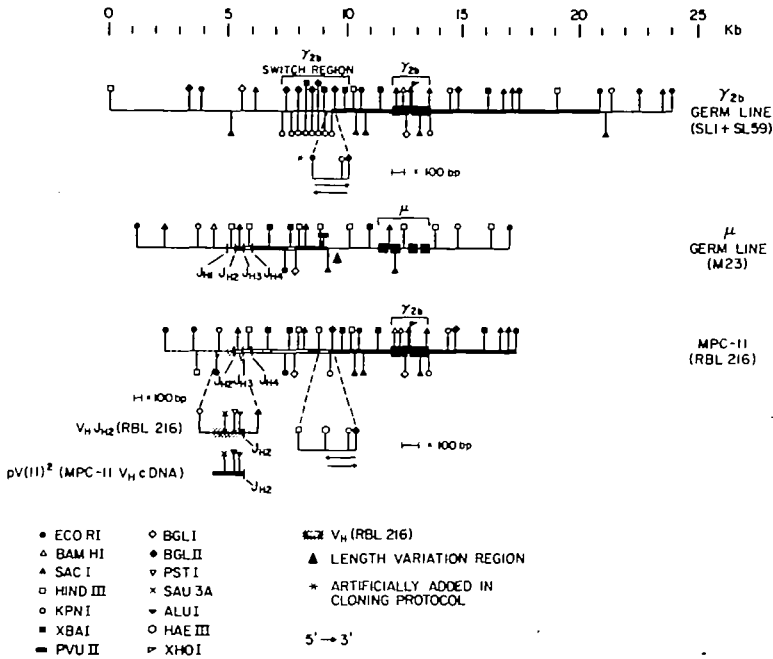 0 5 10 15 20 25 Kb
γ2b
SWITCH REGION
γ2b
γ2b
GERM LINE
(SL1 + SL59)
*
= 100 bp
μ
μ
GERM LINE
(M23)
JH1 JH2 JH3 JH4
γ2b
MPC-11
(RBL 216)
JH2 JH3 JH4
= 100 bp
VH JH2 (RBL 216)
JH2
= 100 bp
pV(11)² (MPC-11 VH cDNA)
JH2
ECO RI
BAM HI
SAC I
HIND III
KPN I
XBA I
PVU II
BGL I
BGL II
PST I
SAU 3A
ALU I
HAE III
XHO I
VH (RBL 216)
LENGTH VARIATION REGION
* ARTIFICIALLY ADDED IN
CLONING PROTOCOL
5' → 3'